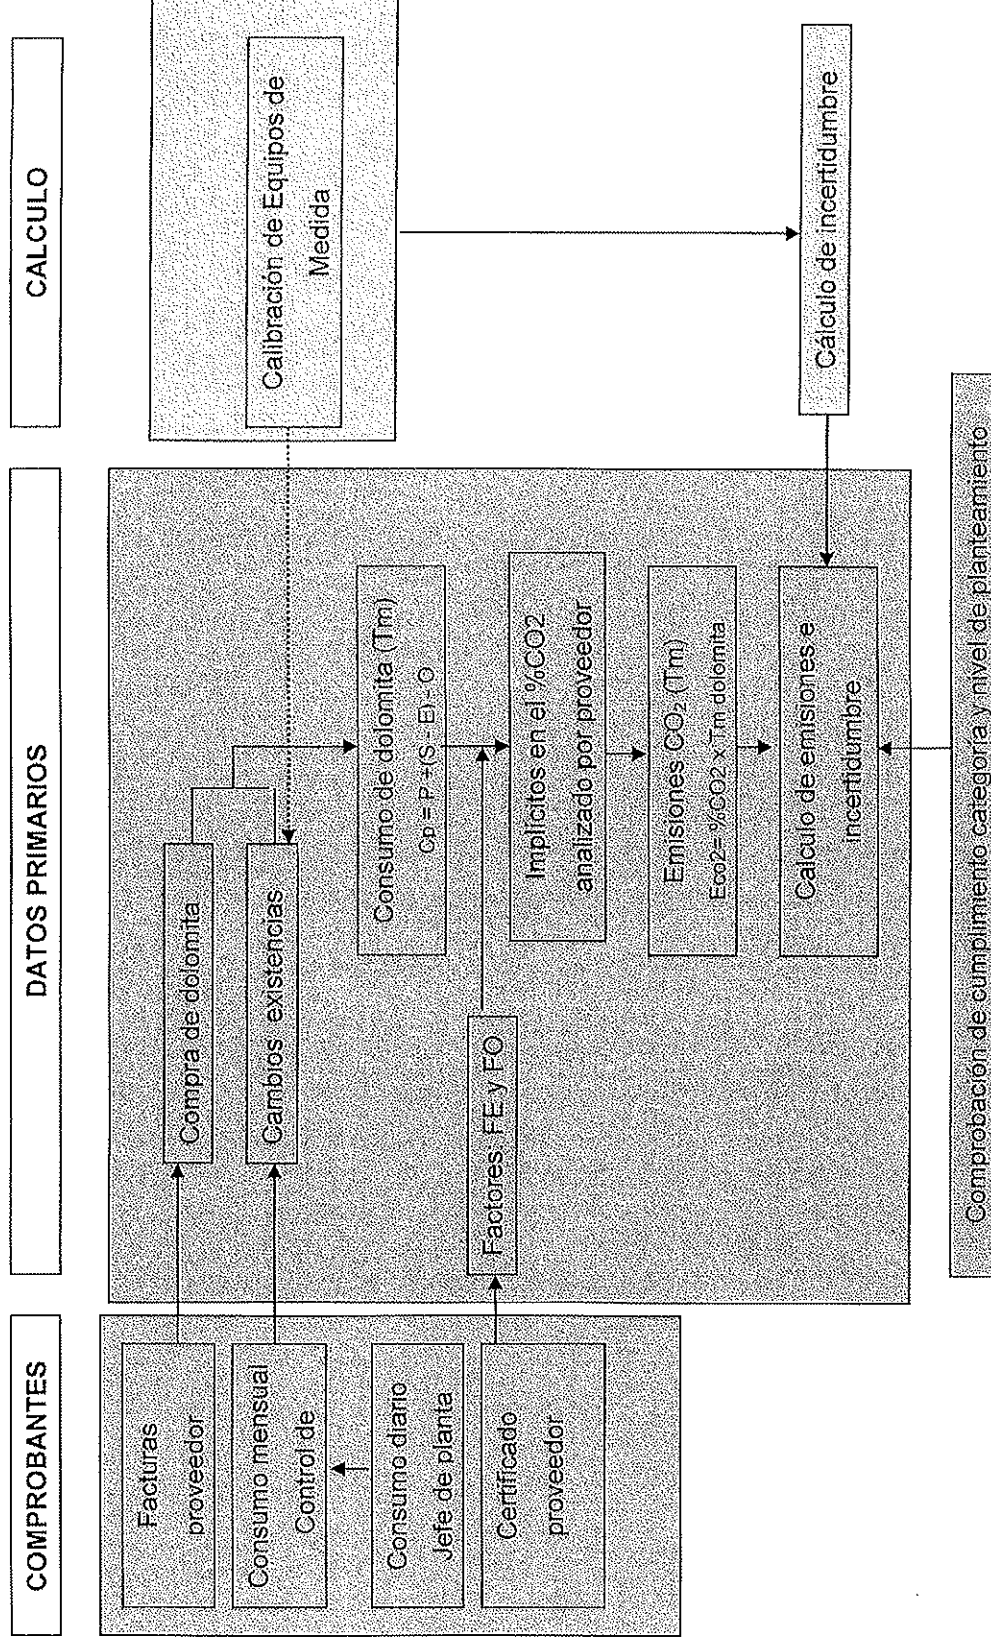 COMPROBANTES
DATOS PRIMARIOS
CALCULO
Facturas
proveedor
Consumo mensual
Control de
Consumo diario
Jefe de planta
Certificado
proveedor
Compra de dolomita
Cambios existencias
Consumo de dolomita (Tm)
Cpl = P + (S - E) - O
Factores FE y FO
Implícitos en el %CO2
analizado por proveedor
Emisiones CO₂ (Tm)
Eco2= %CO2 x Tm dolomita
Calculo de emisiones e
incertidumbre
Calibración de Equipos de
Medida
Cálculo de incertidumbre
Comprobación de cumplimiento categoría y nivel de planteamiento